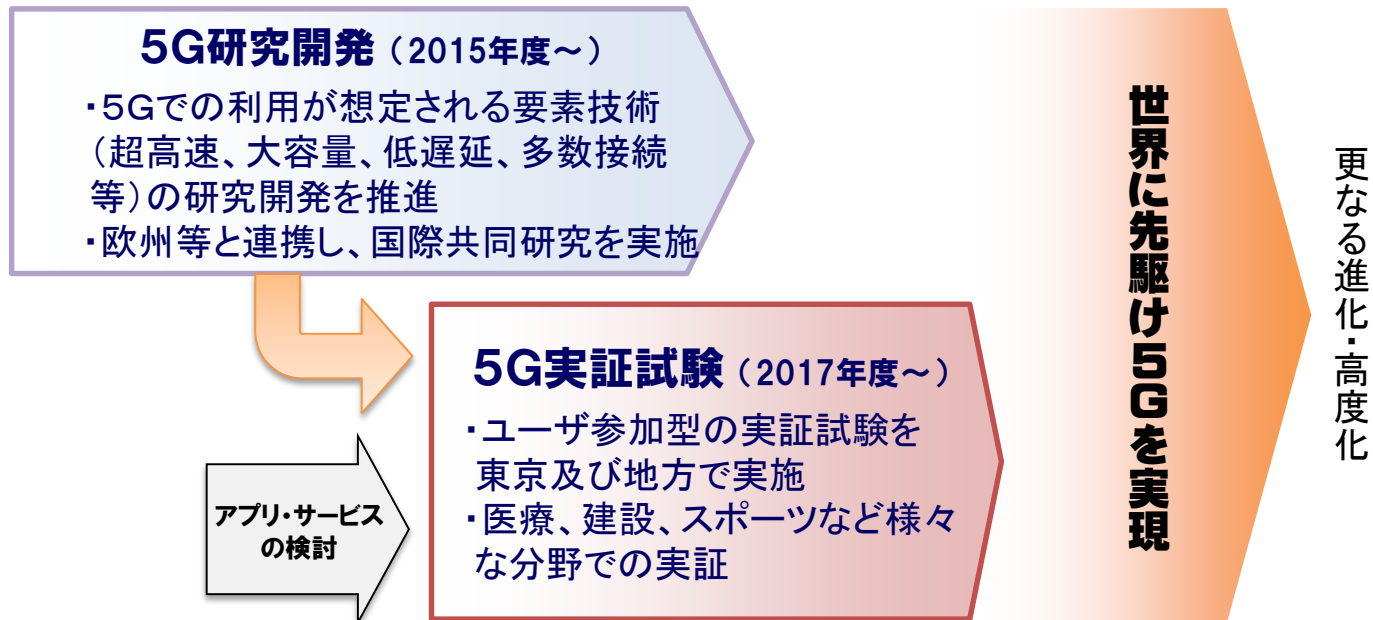 5G研究開発（2015年度～）
・5Gでの利用が想定される要素技術
（超高速、大容量、低遅延、多数接続
等）の研究開発を推進
・欧州等と連携し、国際共同研究を実施
5G実証試験（2017年度～）
・ユーザ参加型の実証試験を
東京及び地方で実施
・医療、建設、スポーツなど様々
な分野での実証
アプリ・サービス
の検討
世界に先駆け5Gを実現
更なる進化・高度化